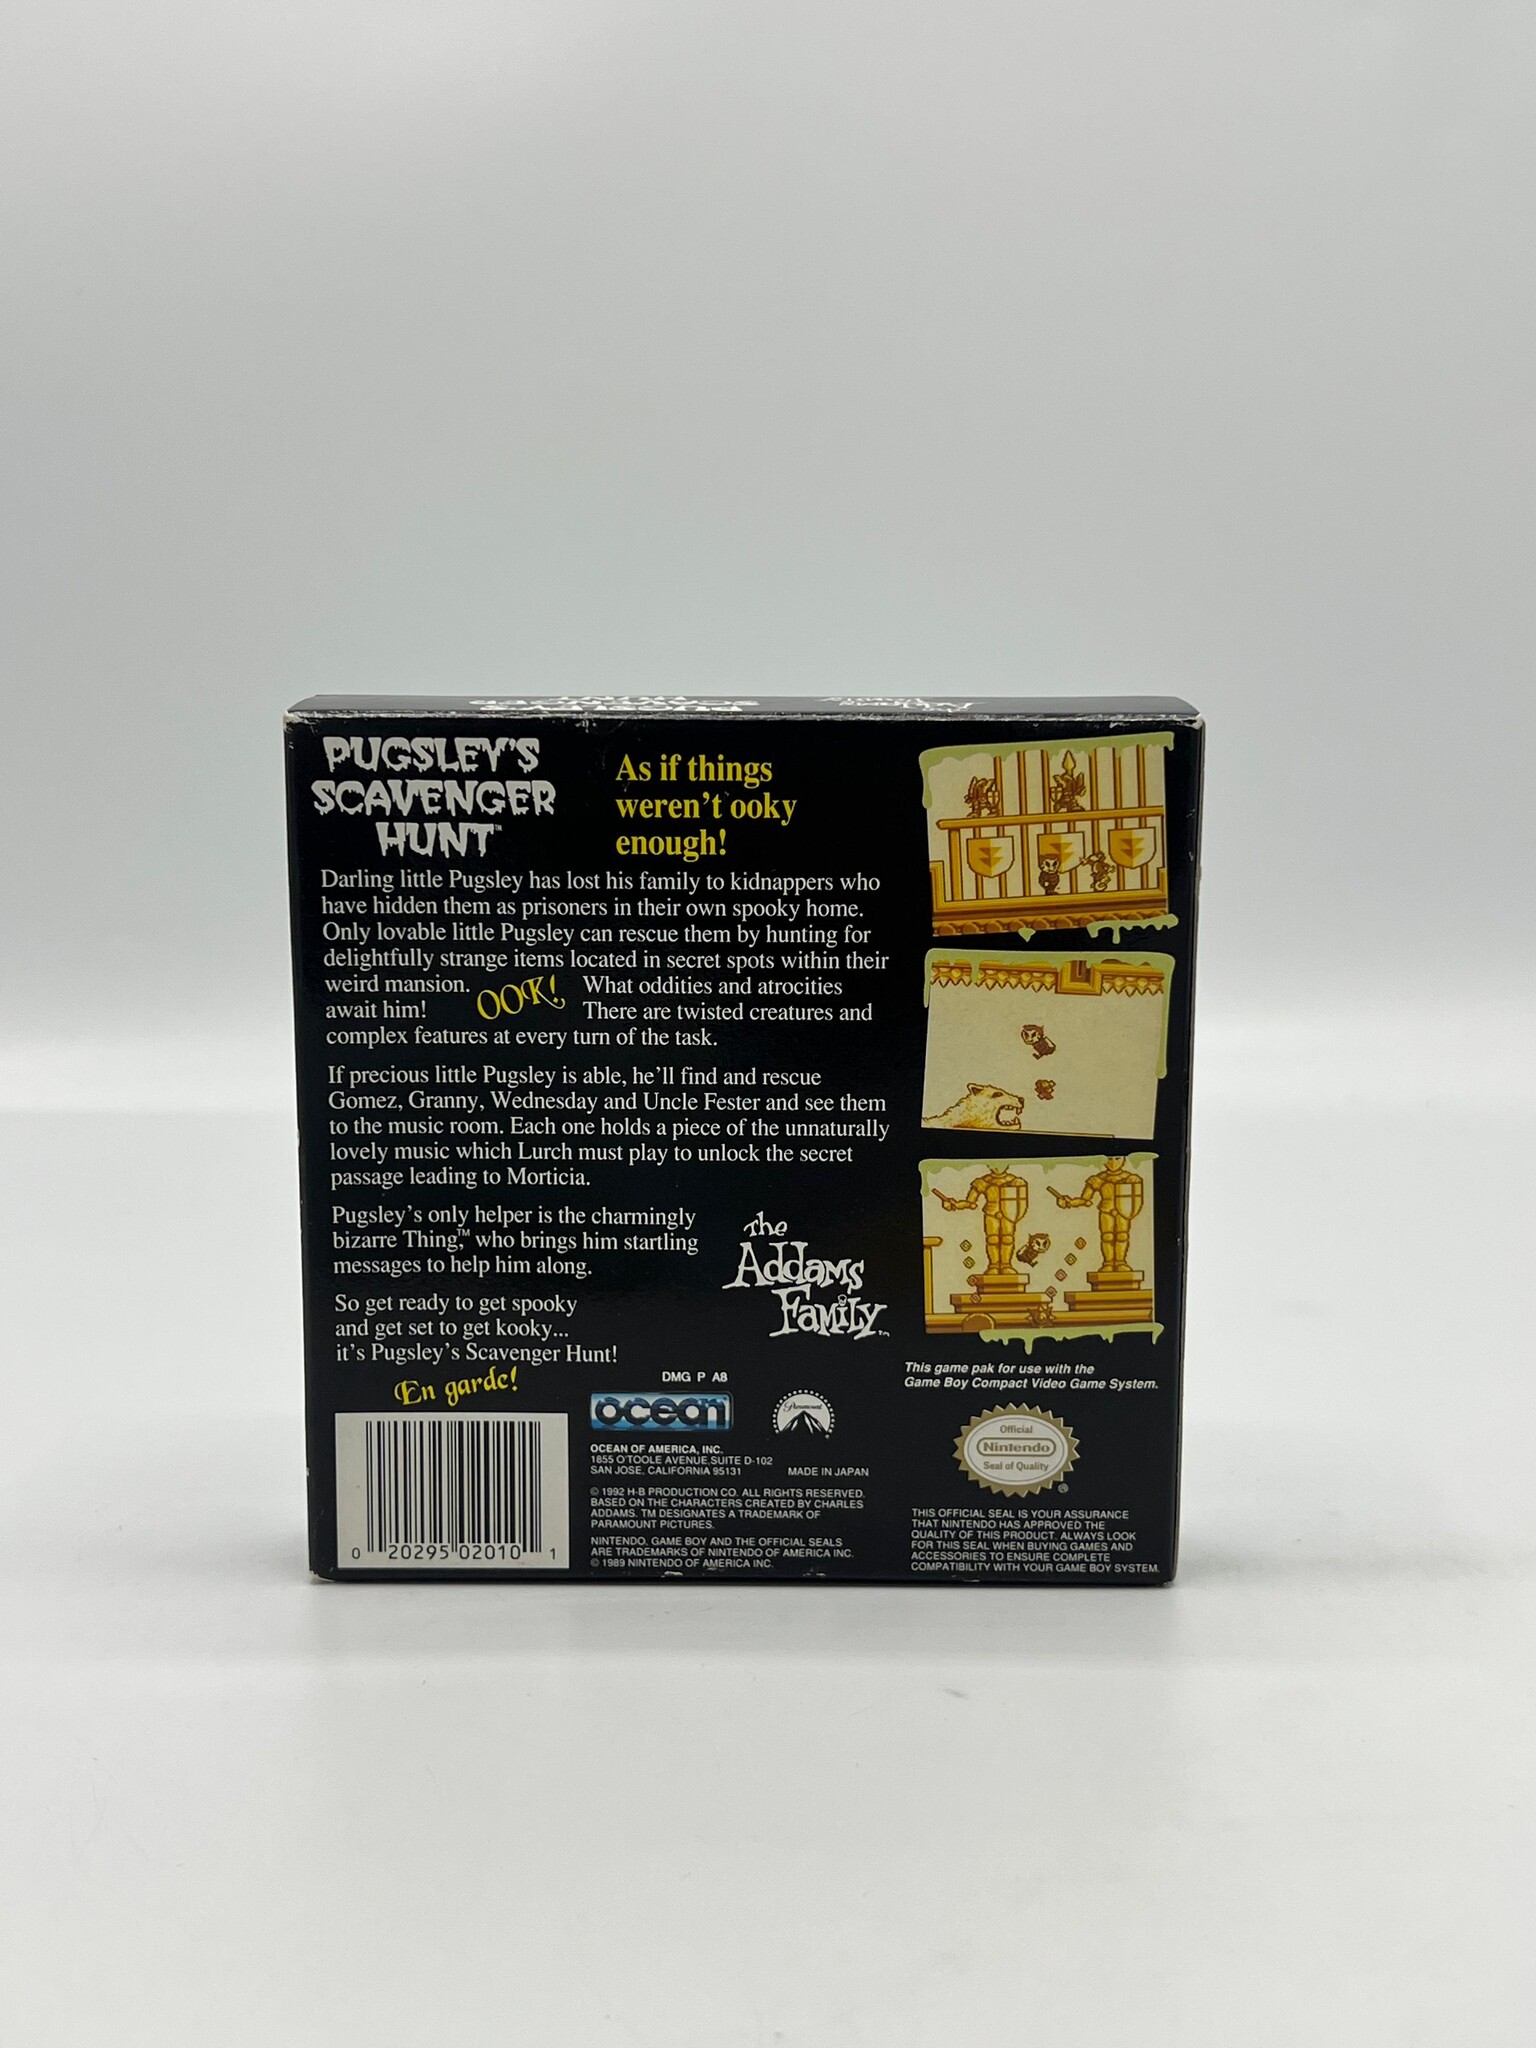 PUGSLEY'S
SCAVENGER
HUNT™
As if things
weren't ooky
enough!
Darling little Pugsley has lost his family to kidnappers who
have hidden them as prisoners in their own spooky home.
Only lovable little Pugsley can rescue them by hunting for
delightfully strange items located in secret spots within their
weird mansion. OOK! What oddities and atrocities
await him! There are twisted creatures and
complex features at every turn of the task.
If precious little Pugsley is able, he'll find and rescue
Gomez, Granny, Wednesday and Uncle Fester and see them
to the music room. Each one holds a piece of the unnaturally
lovely music which Lurch must play to unlock the secret
passage leading to Morticia.
Pugsley's only helper is the charmingly
bizarre Thing,™ who brings him startling
messages to help him along.
So get ready to get spooky
and get set to get kooky...
it's Pugsley's Scavenger Hunt!
En garde!
The
Addams
Family™
DMG P A8
ocean
Paramount
OCEAN OF AMERICA, INC.
1855 O'TOOLE AVENUE, SUITE D-102
SAN JOSE, CALIFORNIA 95131
MADE IN JAPAN
© 1992 H-B PRODUCTION CO. ALL RIGHTS RESERVED.
BASED ON THE CHARACTERS CREATED BY CHARLES
ADDAMS. TM DESIGNATES A TRADEMARK OF
PARAMOUNT PICTURES.
NINTENDO, GAME BOY AND THE OFFICIAL SEALS
ARE TRADEMARKS OF NINTENDO OF AMERICA INC.
© 1989 NINTENDO OF AMERICA INC.
0 20295 02010 1
This game pak for use with the
Game Boy Compact Video Game System.
Official
Nintendo
Seal of Quality
®
THIS OFFICIAL SEAL IS YOUR ASSURANCE
THAT NINTENDO HAS APPROVED THE
QUALITY OF THIS PRODUCT. ALWAYS LOOK
FOR THIS SEAL WHEN BUYING GAMES AND
ACCESSORIES TO ENSURE COMPLETE
COMPATIBILITY WITH YOUR GAME BOY SYSTEM.